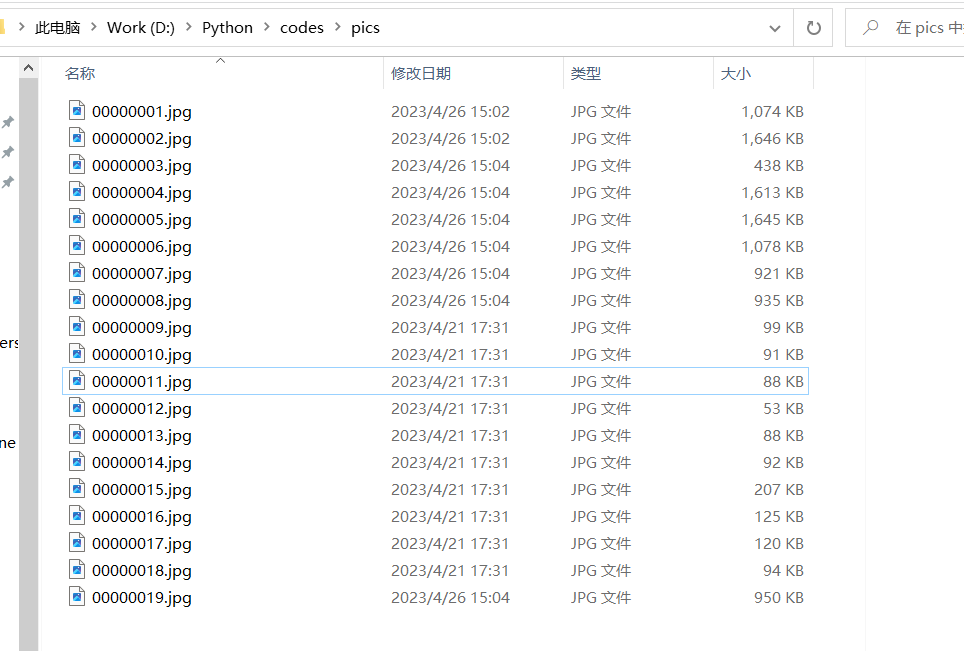 此电脑 > Work (D:) > Python > codes > pics 在 pics 中
名称 修改日期 类型 大小
00000001.jpg 2023/4/26 15:02 JPG 文件 1,074 KB
00000002.jpg 2023/4/26 15:02 JPG 文件 1,646 KB
00000003.jpg 2023/4/26 15:04 JPG 文件 438 KB
00000004.jpg 2023/4/26 15:04 JPG 文件 1,613 KB
00000005.jpg 2023/4/26 15:04 JPG 文件 1,645 KB
00000006.jpg 2023/4/26 15:04 JPG 文件 1,078 KB
00000007.jpg 2023/4/26 15:04 JPG 文件 921 KB
00000008.jpg 2023/4/26 15:04 JPG 文件 935 KB
00000009.jpg 2023/4/21 17:31 JPG 文件 99 KB
ers
00000010.jpg 2023/4/21 17:31 JPG 文件 91 KB
00000011.jpg 2023/4/21 17:31 JPG 文件 88 KB
00000012.jpg 2023/4/21 17:31 JPG 文件 53 KB
00000013.jpg 2023/4/21 17:31 JPG 文件 88 KB
ne
00000014.jpg 2023/4/21 17:31 JPG 文件 92 KB
00000015.jpg 2023/4/21 17:31 JPG 文件 207 KB
00000016.jpg 2023/4/21 17:31 JPG 文件 125 KB
00000017.jpg 2023/4/21 17:31 JPG 文件 120 KB
00000018.jpg 2023/4/21 17:31 JPG 文件 94 KB
00000019.jpg 2023/4/26 15:04 JPG 文件 950 KB